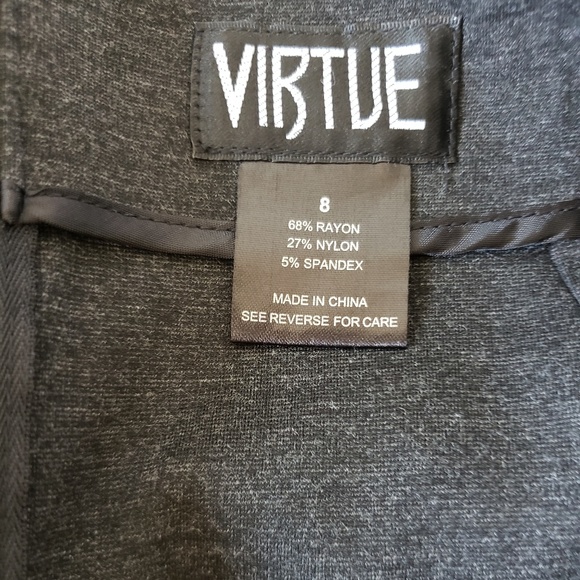 VIRTUE
8
68% RAYON
27% NYLON
5% SPANDEX
MADE IN CHINA
SEE REVERSE FOR CARE